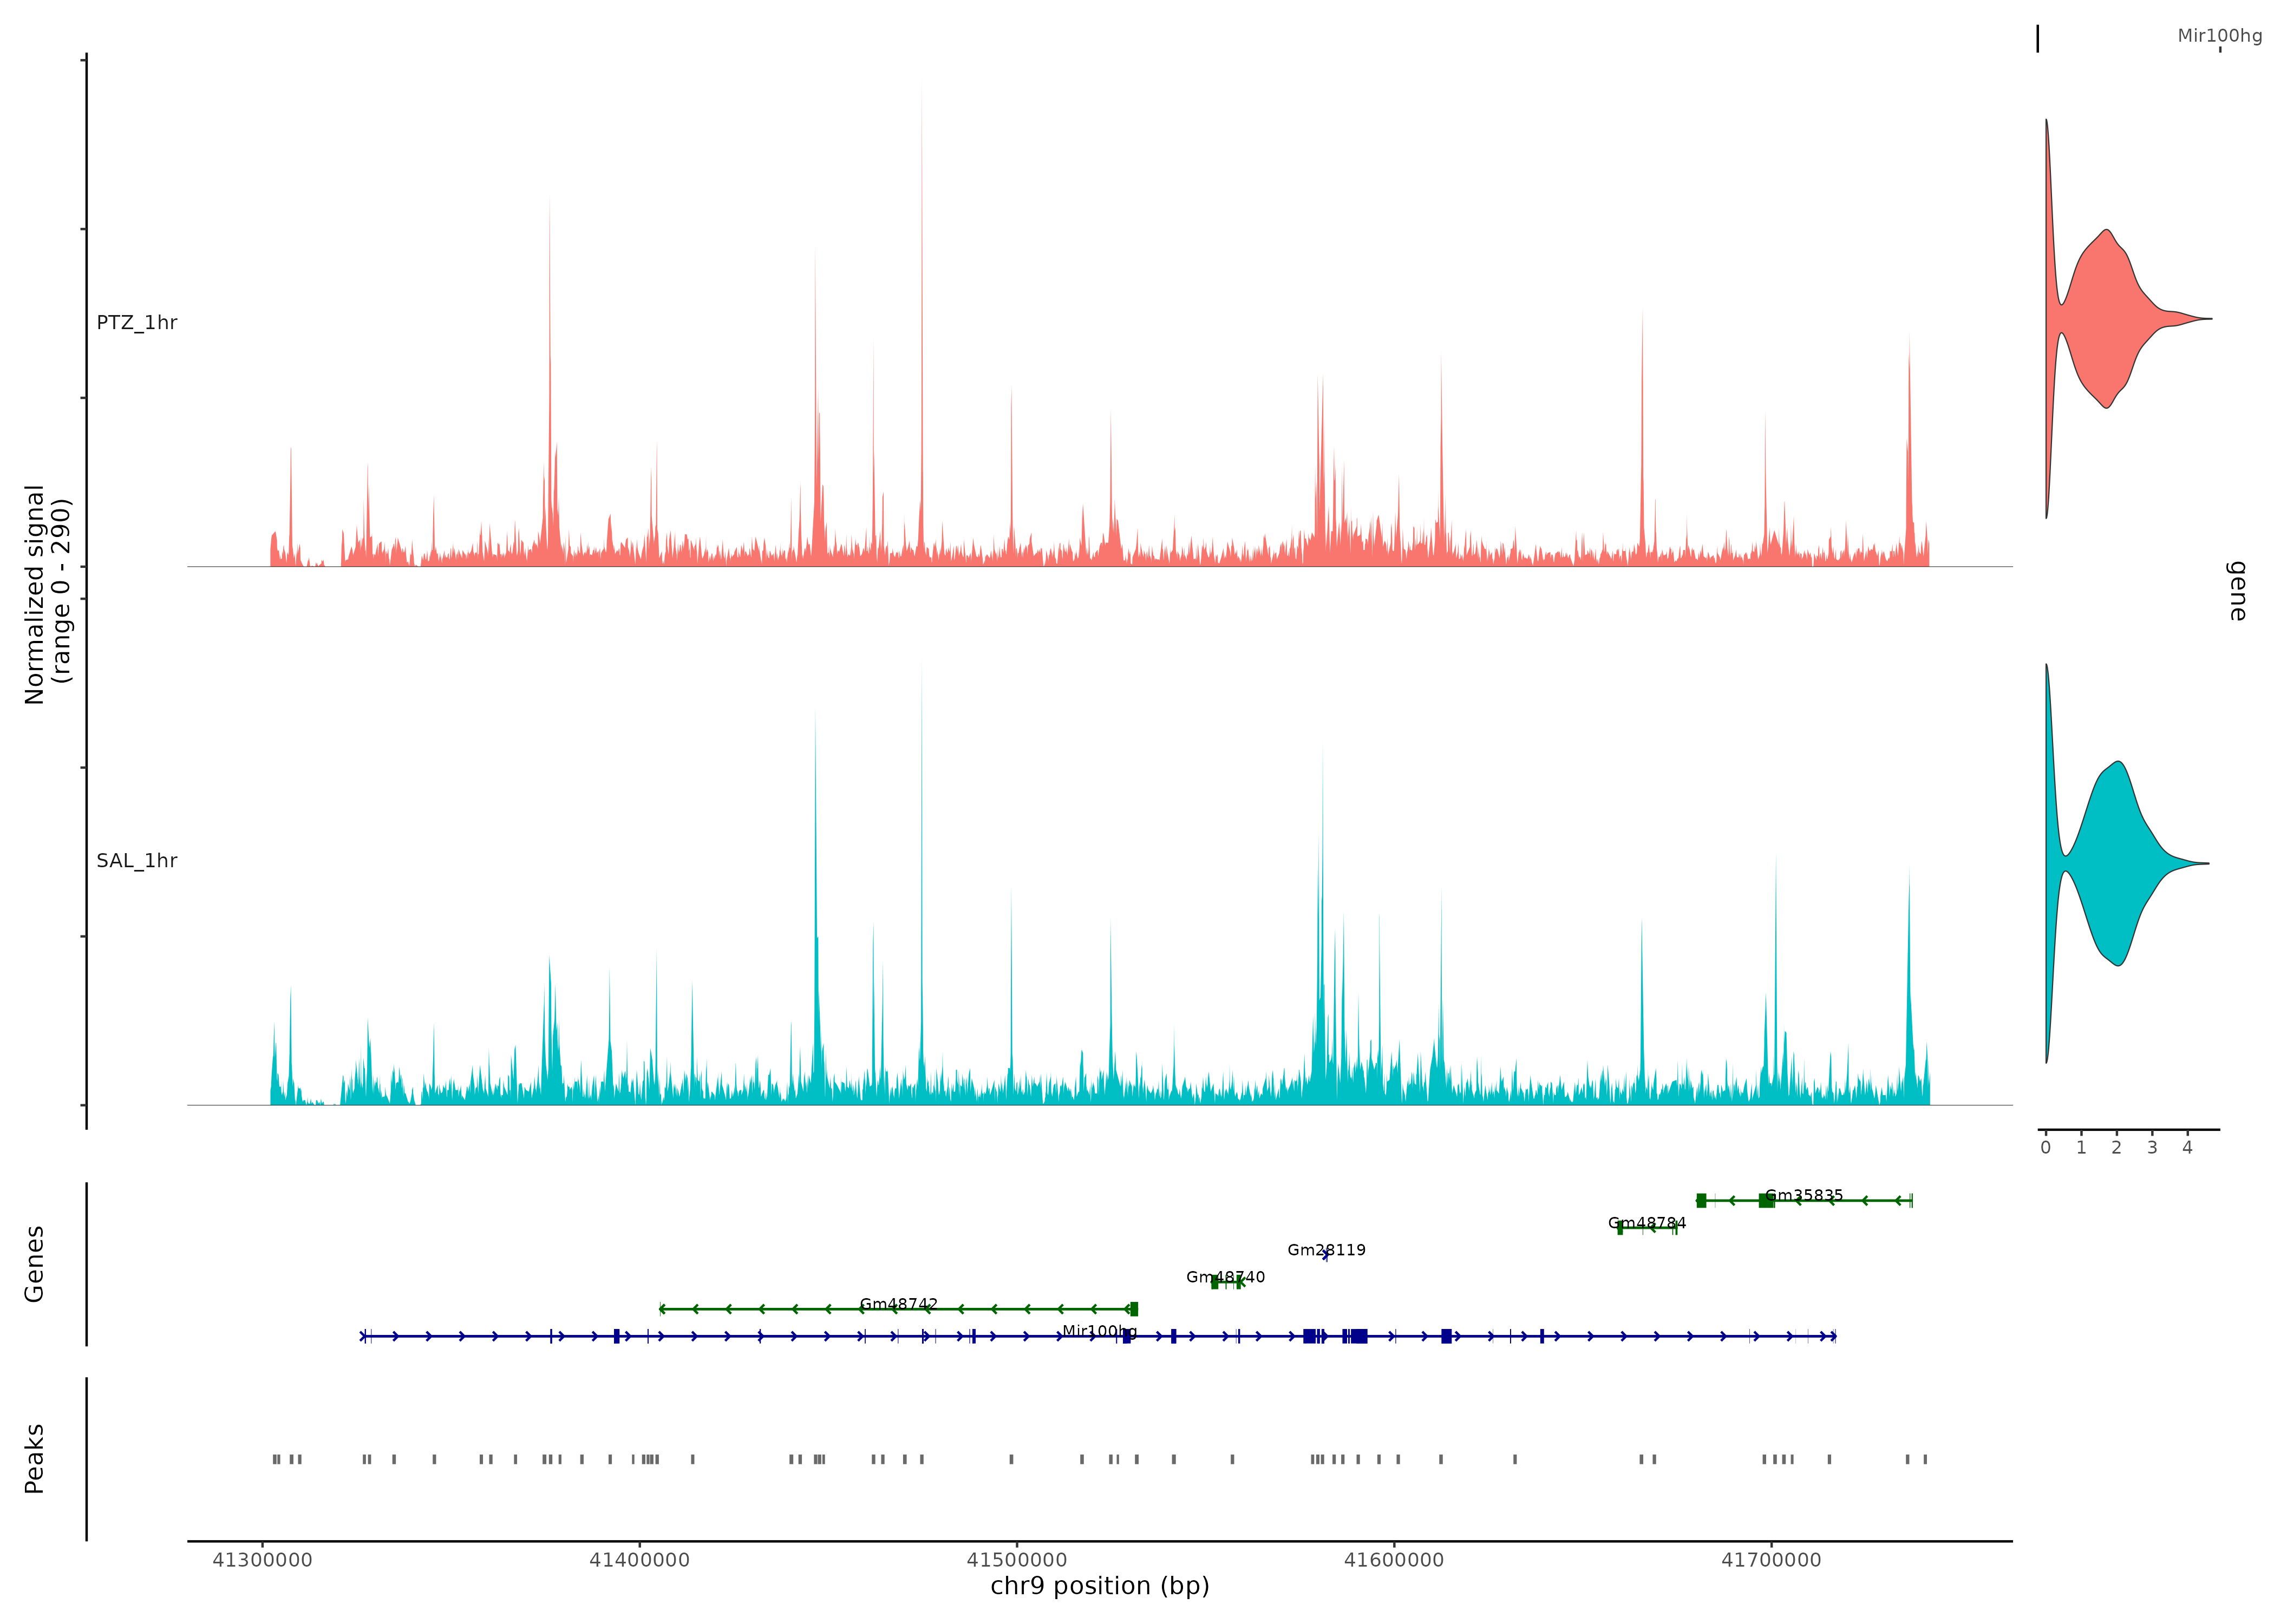 Mir100hg
Normalized signal
(range 0 - 290)
PTZ_1hr
SAL_1hr
gene
0 1 2 3 4
Genes
Gm35835
Gm48784
Gm28119
Gm48740
Gm48742
Mir100hg
Peaks
41300000 41400000 41500000 41600000 41700000
chr9 position (bp)